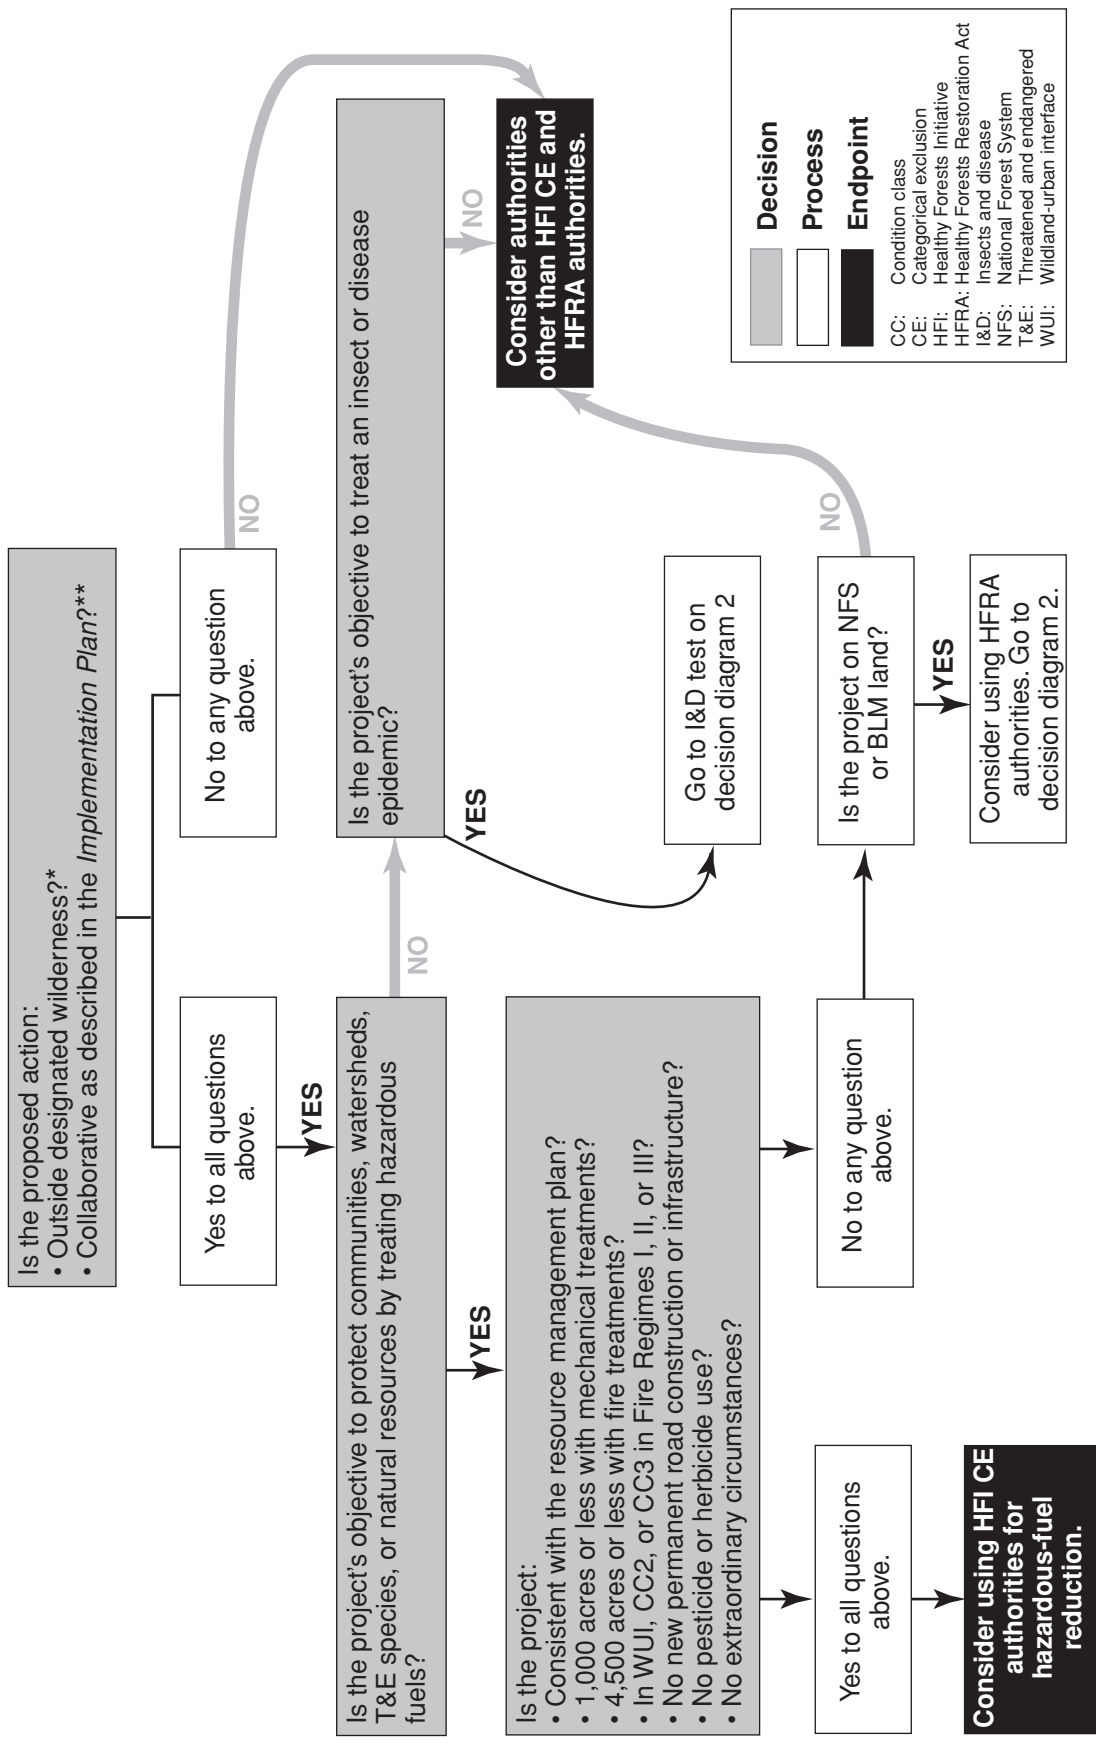 Is the proposed action:
• Outside designated wilderness?*
• Collaborative as described in the Implementation Plan?**
Yes to all questions
above.
No to any question
above.
YES
NO
Is the project's objective to protect communities, watersheds,
T&E species, or natural resources by treating hazardous
fuels?
NO
Is the project's objective to treat an insect or disease
epidemic?
YES
YES
NO
Consider authorities
other than HFI CE and
HFRA authorities.
Is the project:
• Consistent with the resource management plan?
• 1,000 acres or less with mechanical treatments?
• 4,500 acres or less with fire treatments?
• In WUI, CC2, or CC3 in Fire Regimes I, II, or III?
• No new permanent road construction or infrastructure?
• No pesticide or herbicide use?
• No extraordinary circumstances?
Go to I&D test on
decision diagram 2
Yes to all questions
above.
No to any question
above.
Is the project on NFS
or BLM land?
NO
YES
Consider using HFI CE
authorities for
hazardous-fuel
reduction.
Consider using HFRA
authorities. Go to
decision diagram 2.
Decision
Process
Endpoint
CC: Condition class
CE: Categorical exclusion
HFI: Healthy Forests Initiative
HFRA: Healthy Forests Restoration Act
I&D: Insects and disease
NFS: National Forest System
T&E: Threatened and endangered
WUI: Wildland-urban interface